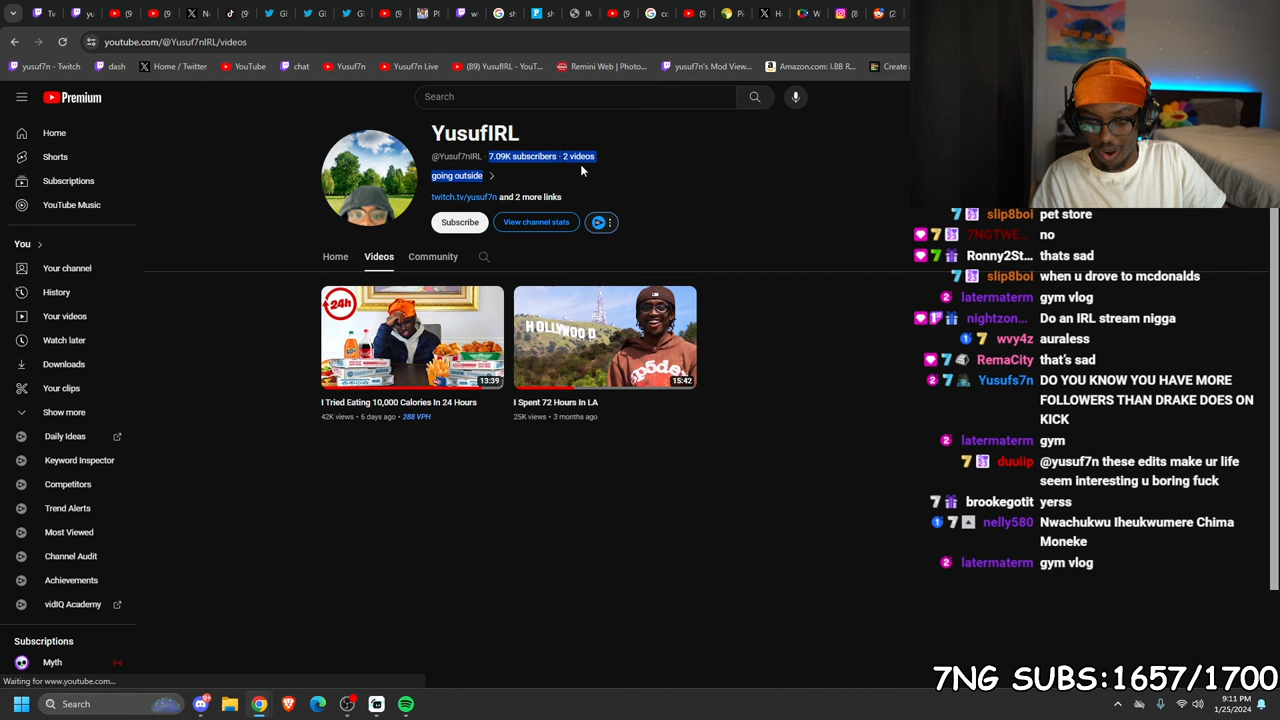 youtube.com/@Yusuf7nIRL/videos
yusuf7n - Twitch
dash
Home / Twitter
YouTube
chat
Yusuf7n
Yusuf7n Live
(89) YusufIRL - YouT...
Remini Web | Photo...
yusuf7n's Mod View...
Amazon.com: LBB R...
Create a
Premium
Search
Home
Shorts
Subscriptions
YouTube Music
You
Your channel
History
Your videos
Watch later
Downloads
Your clips
Show more
Daily Ideas
Keyword Inspector
Competitors
Trend Alerts
Most Viewed
Channel Audit
Achievements
vidIQ Academy
Subscriptions
Myth
Waiting for www.youtube.com...
YusufIRL
@Yusuf7nIRL · 7.09K subscribers · 2 videos
going outside
twitch.tv/yusuf7n and 2 more links
Subscribe
View channel stats
Home Videos Community
24h
13:39
I Tried Eating 10,000 Calories In 24 Hours
42K views • 6 days ago • 288 VPH
HOLLYWOOD
sp5der
15:42
I Spent 72 Hours In LA
25K views • 3 months ago
slip8boi pet store
7NGTWE... no
Ronny2St... thats sad
slip8boi when u drove to mcdonalds
latermaterm gym vlog
nightzon... Do an IRL stream nigga
wvy4z auraless
RemaCity that's sad
Yusufs7n DO YOU KNOW YOU HAVE MORE
FOLLOWERS THAN DRAKE DOES ON
KICK
latermaterm gym
duuiip @yusuf7n these edits make ur life
seem interesting u boring fuck
brookegotit yerss
nelly580 Nwachukwu Iheukwumere Chima
Moneke
latermaterm gym vlog
7NG SUBS:1657/1700
Search
9:11 PM
1/25/2024